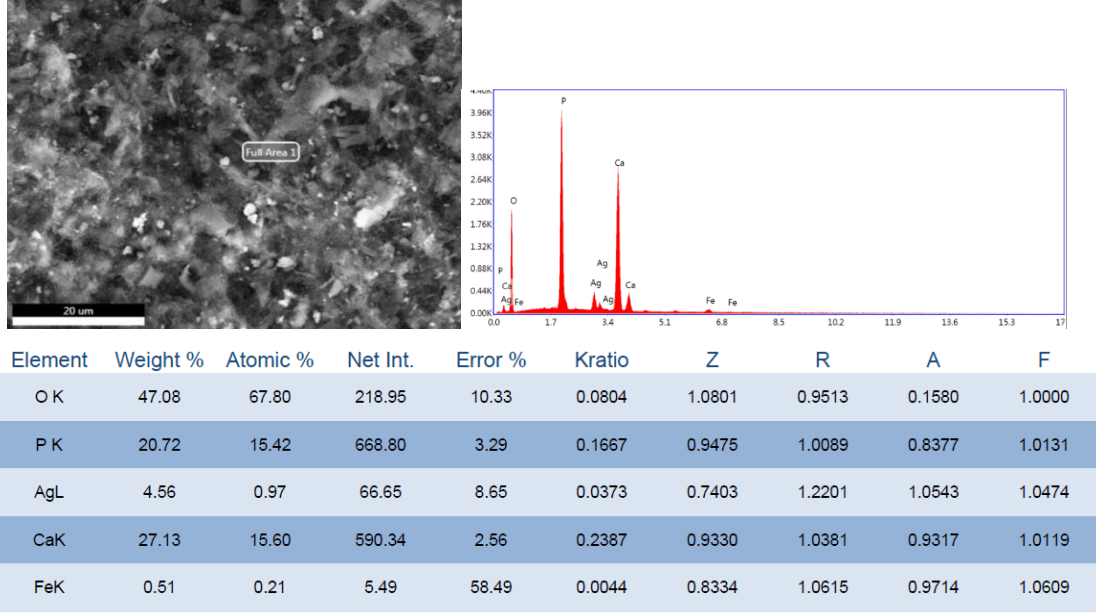 Full Area 1
20 um
4.40K
3.96K
3.52K
3.08K
2.64K
2.20K
1.76K
1.32K
0.88K
0.44K
0.00K
P
Ca
O
P
Ca
Ag
Fe
Ag
Ag
Ag
Ca
Fe
Fe
0.0 1.7 3.4 5.1 6.8 8.5 10.2 11.9 13.6 15.3 17
Element Weight % Atomic % Net Int. Error % Kratio Z R A F
O K 47.08 67.80 218.95 10.33 0.0804 1.0801 0.9513 0.1580 1.0000
P K 20.72 15.42 668.80 3.29 0.1667 0.9475 1.0089 0.8377 1.0131
AgL 4.56 0.97 66.65 8.65 0.0373 0.7403 1.2201 1.0543 1.0474
CaK 27.13 15.60 590.34 2.56 0.2387 0.9330 1.0381 0.9317 1.0119
FeK 0.51 0.21 5.49 58.49 0.0044 0.8334 1.0615 0.9714 1.0609